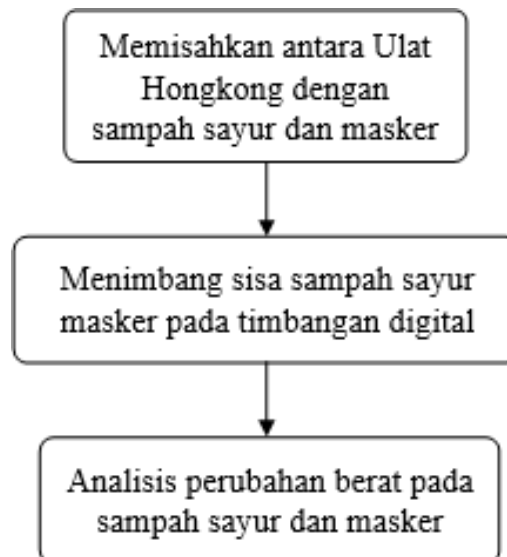 Memisahkan antara Ulat
Hongkong dengan
sampah sayur dan masker
Menimbang sisa sampah sayur
masker pada timbangan digital
Analisis perubahan berat pada
sampah sayur dan masker